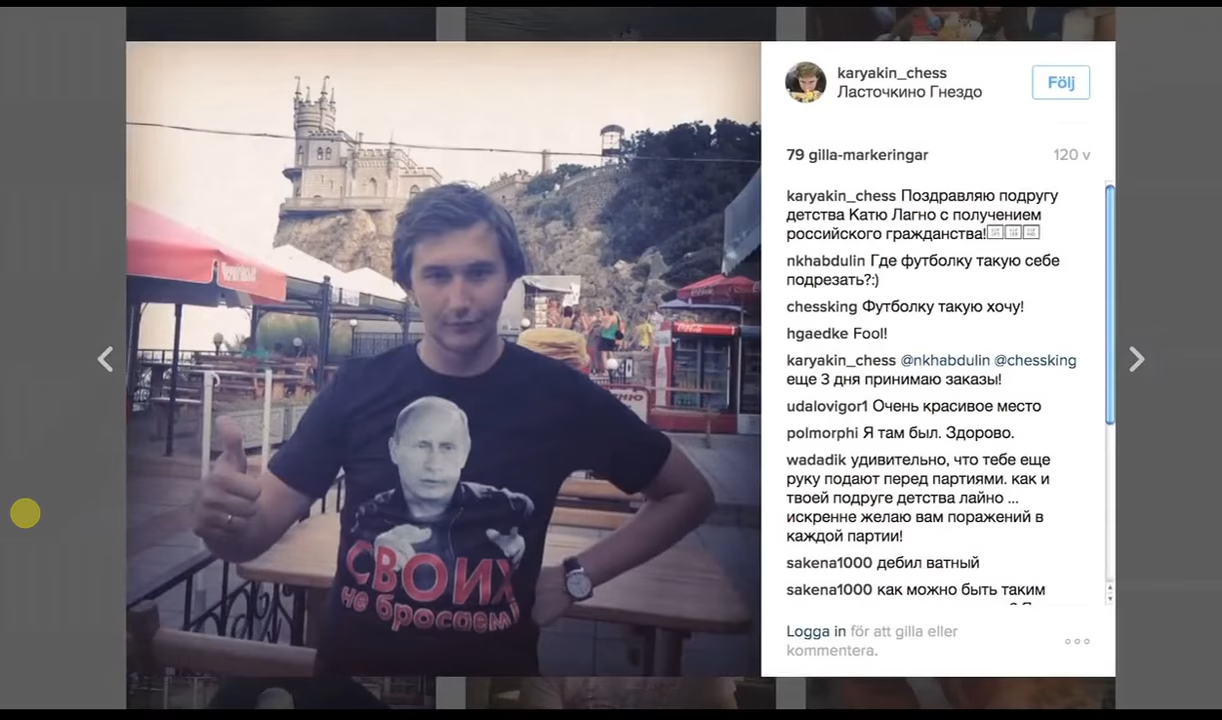 karyakin_chess
Ласточкино Гнездо
Följ
79 gilla-markeringar
120 v
karyakin_chess Поздравляю подругу
детства Катю Лагно с получением
российского гражданства!
nkhabdulin Где футболку такую себе
подрезать?:)
chessking Футболку такую хочу!
hgaedke Fool!
karyakin_chess @nkhabdulin @chessking
еще 3 дня принимаю заказы!
udalovigor1 Очень красивое место
polmorphi Я там был. Здорово.
wadadik удивительно, что тебе еще
руку подают перед партиями. как и
твоей подруге детства лайно ...
искренне желаю вам поражений в
каждой партии!
sakena1000 дебил ватный
sakena1000 как можно быть таким
Logga in för att gilla eller
kommentera.
Coca-Cola
СВОИХ
не бросаем!